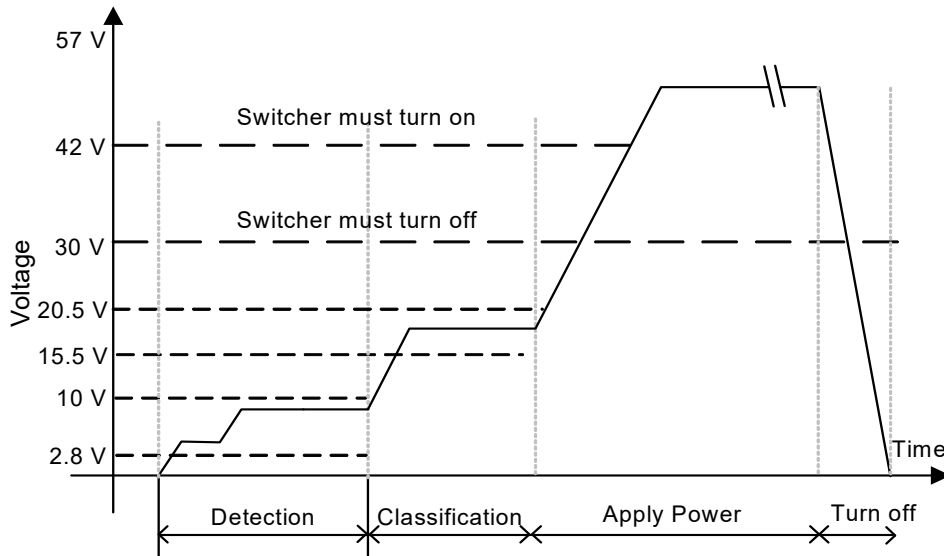 57 V
Switcher must turn on
42 V
Switcher must turn off
30 V
Voltage
20.5 V
15.5 V
10 V
2.8 V
Time
Detection
Classification
Apply Power
Turn off